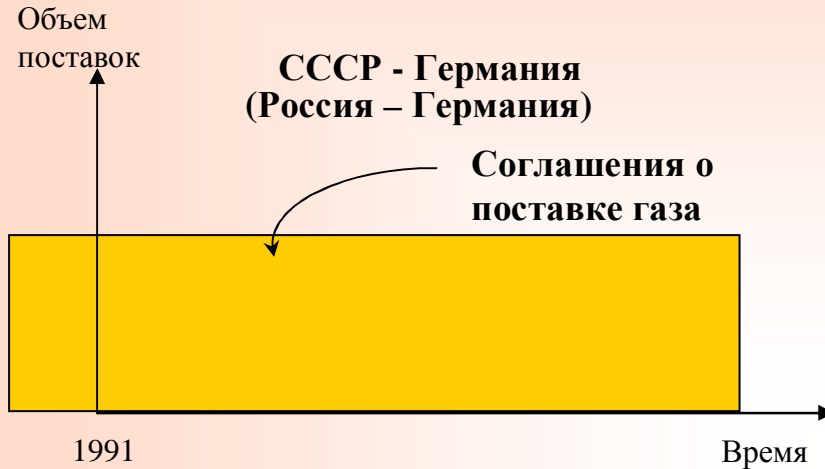 Объем
поставок
СССР - Германия
(Россия – Германия)
Соглашения о
поставке газа
1991
Время